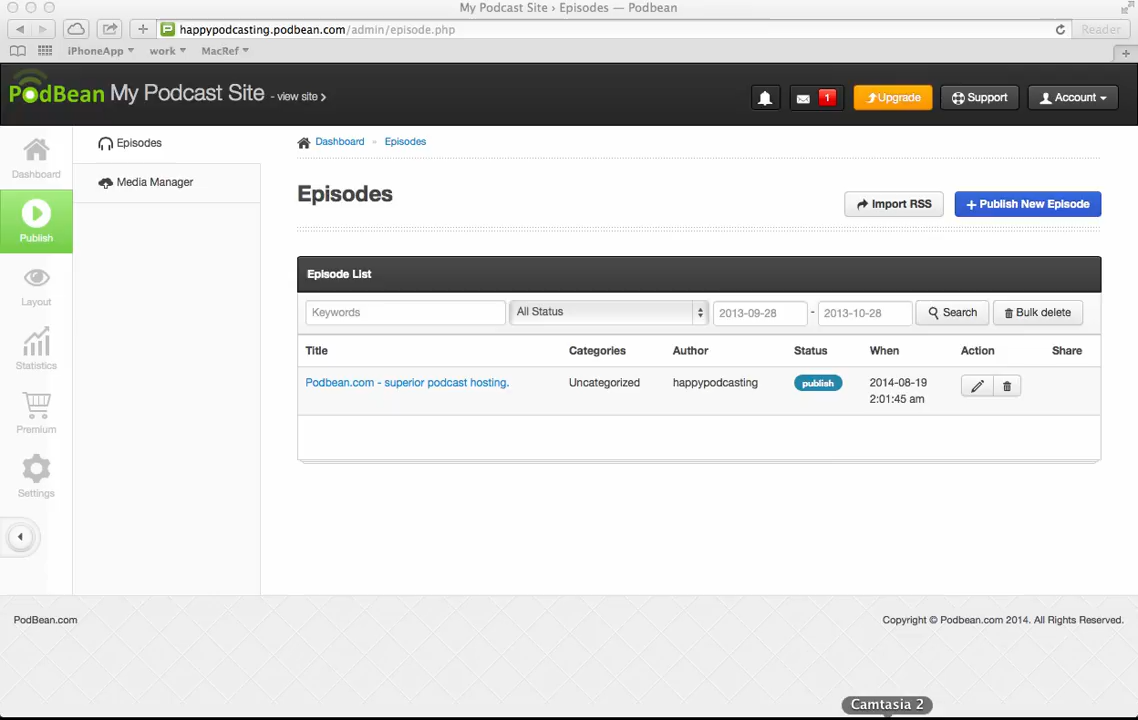 My Podcast Site › Episodes — Podbean
happypodcasting.podbean.com/admin/episode.php
Reader
iPhoneApp work MacRef
PodBean My Podcast Site - view site
1 Upgrade Support Account
Episodes
Dashboard » Episodes
Dashboard
Media Manager
Episodes
Import RSS + Publish New Episode
Publish
Episode List
Layout
Keywords All Status 2013-09-28 - 2013-10-28 Search Bulk delete
Title Categories Author Status When Action Share
Statistics
Podbean.com - superior podcast hosting. Uncategorized happypodcasting publish 2014-08-19
2:01:45 am
Premium
Settings
PodBean.com Copyright © Podbean.com 2014. All Rights Reserved.
Camtasia 2